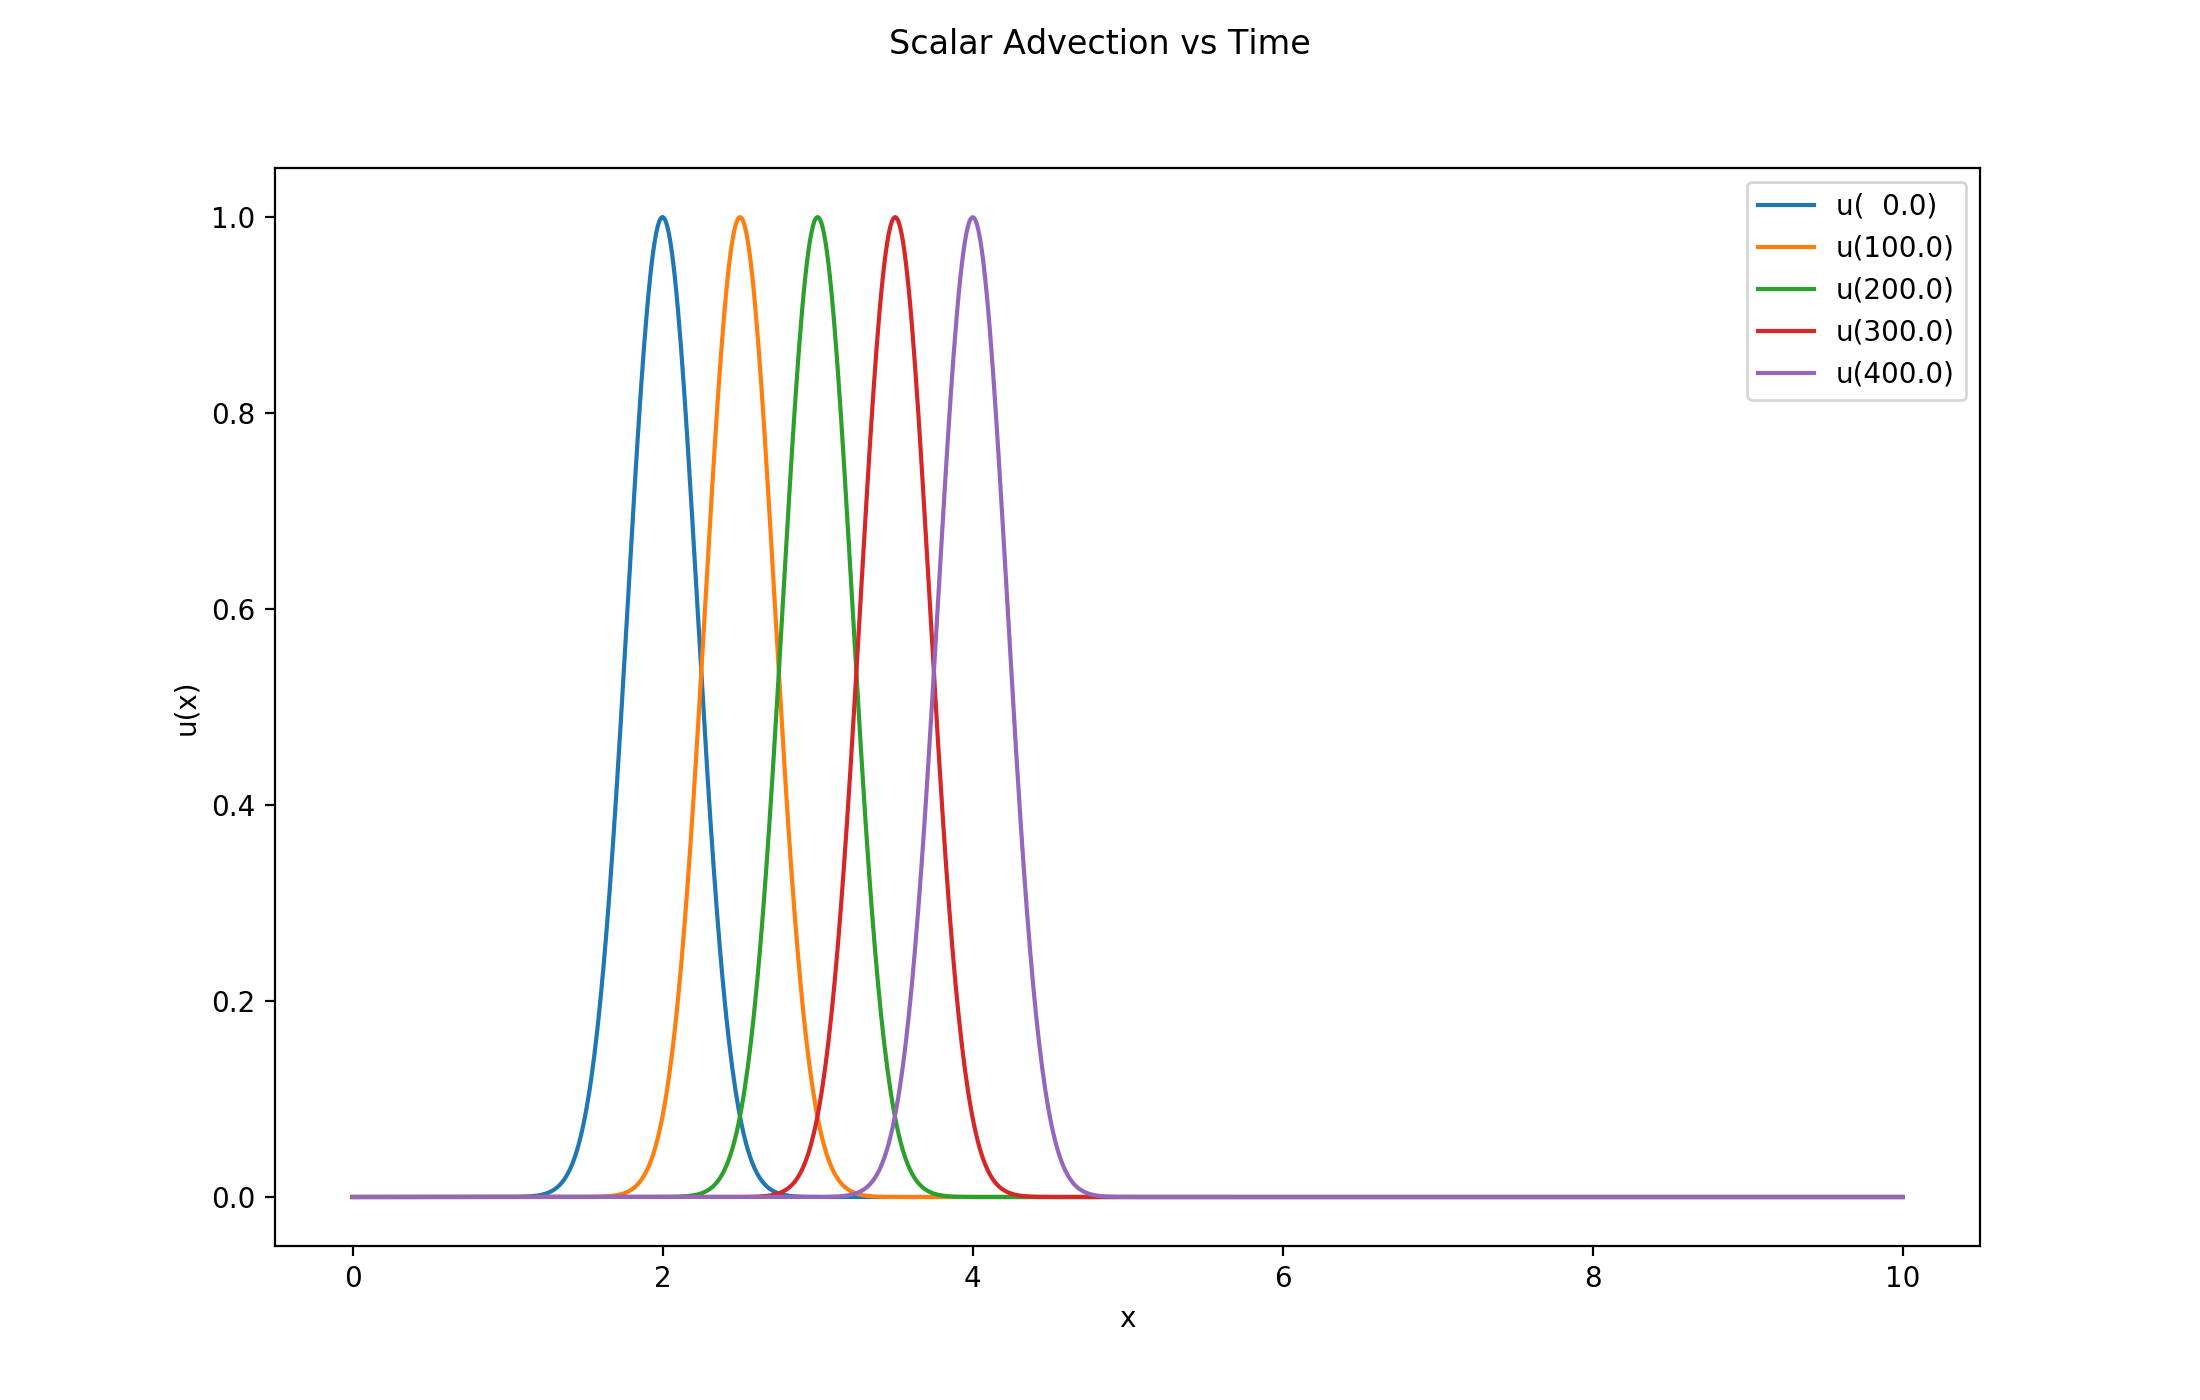 Scalar Advection vs Time
u(  0.0)
u(100.0)
u(200.0)
u(300.0)
u(400.0)
1.0
0.8
0.6
0.4
0.2
0.0
u(x)
0 2 4 6 8 10
x